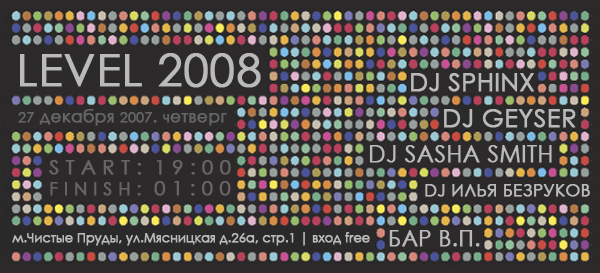 LEVEL 2008
27 декабря 2007. четверг
START: 19:00
FINISH: 01:00
DJ SPHINX
DJ GEYSER
DJ SASHA SMITH
DJ ИЛЬЯ БЕЗРУКОВ
м.Чистые Пруды, ул.Мясницкая д.26а, стр.1 | вход free
БАР В.П.